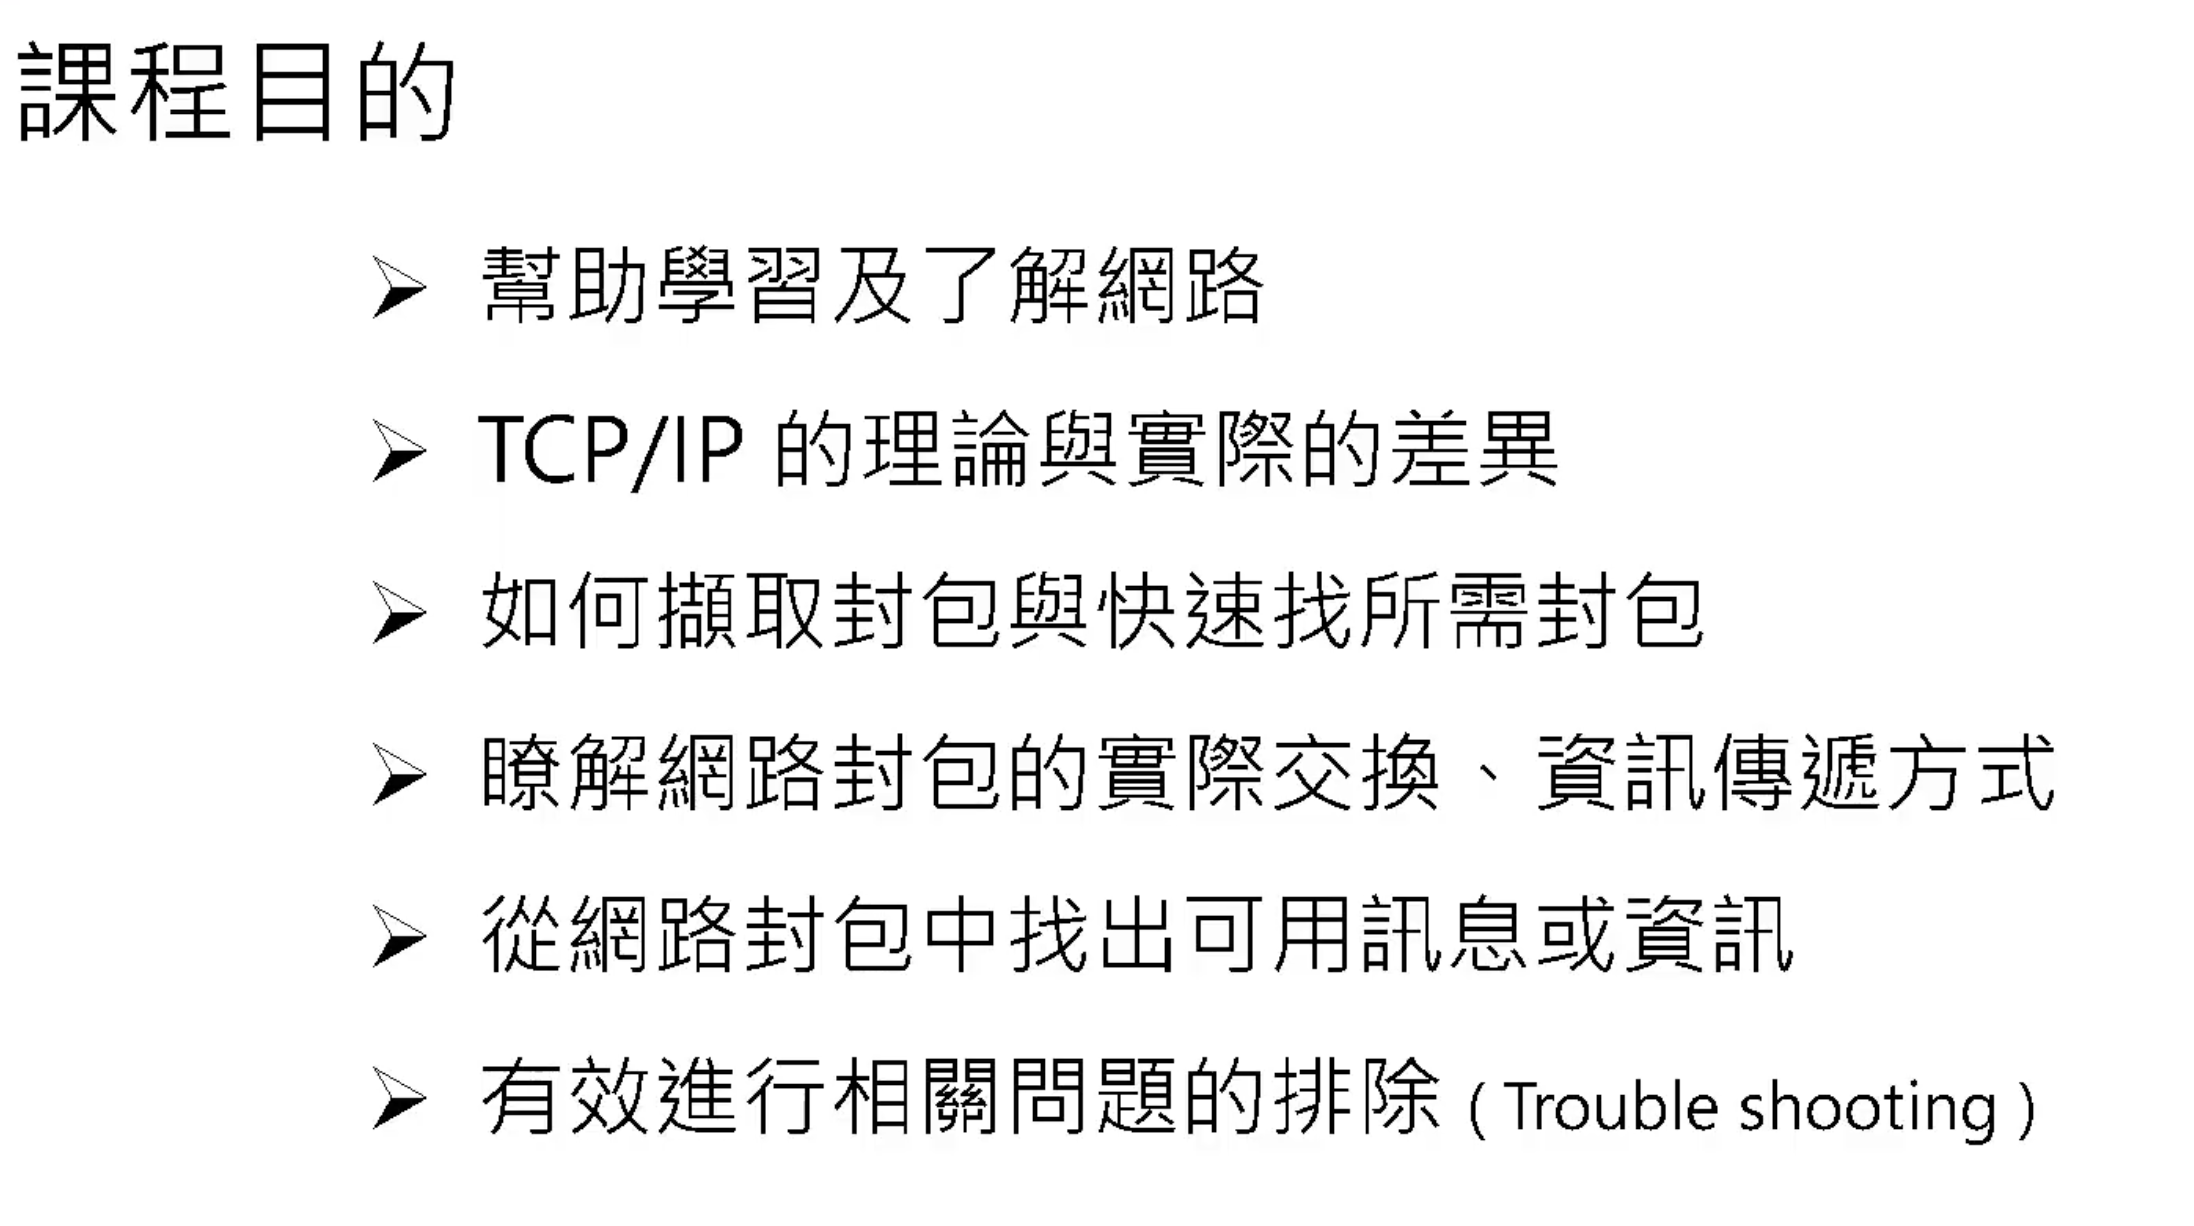 課程目的
➢ 幫助學習及了解網路
➢ TCP/IP 的理論與實際的差異
➢ 如何擷取封包與快速找所需封包
➢ 瞭解網路封包的實際交換、資訊傳遞方式
➢ 從網路封包中找出可用訊息或資訊
➢ 有效進行相關問題的排除 ( Trouble shooting )